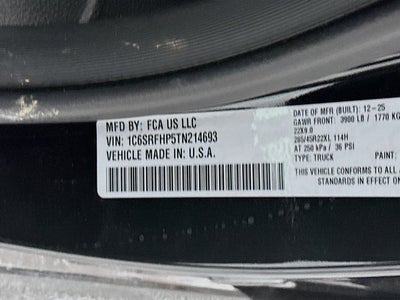 MFD BY: FCA US LLC
DATE OF MFR (BUILT): 12-25
GAWR FRONT: 3900 LB / 1770 KG
VIN: 1C6SRFHP5TN214693
22X9.0
285/45R22XL 114H
VEHICLE MADE IN: U.S.A.
AT 250 kPa / 36 PSI
TYPE: TRUCK
PAINT:
THIS VEHICLE CONFORMS TO ALL
STANDARDS IN EFFECT ON